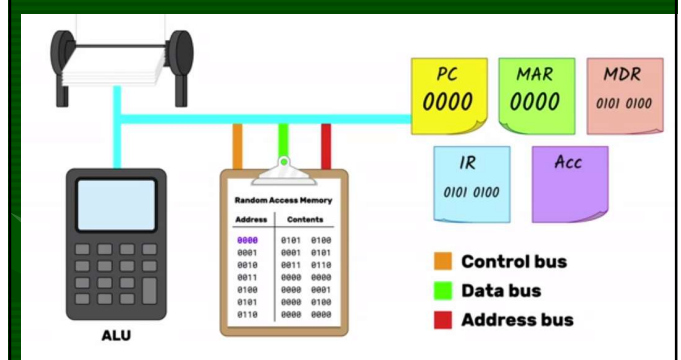 PC
0000
MAR
0000
MDR
0101 0100
IR
0101 0100
Acc
Random Access Memory
Address Contents
0000 0101 0100
0001 0001 0101
0010 0011 0110
0011 0000 0000
0100 0000 0001
0101 0000 0100
0110 0000 0000
ALU
Control bus
Data bus
Address bus